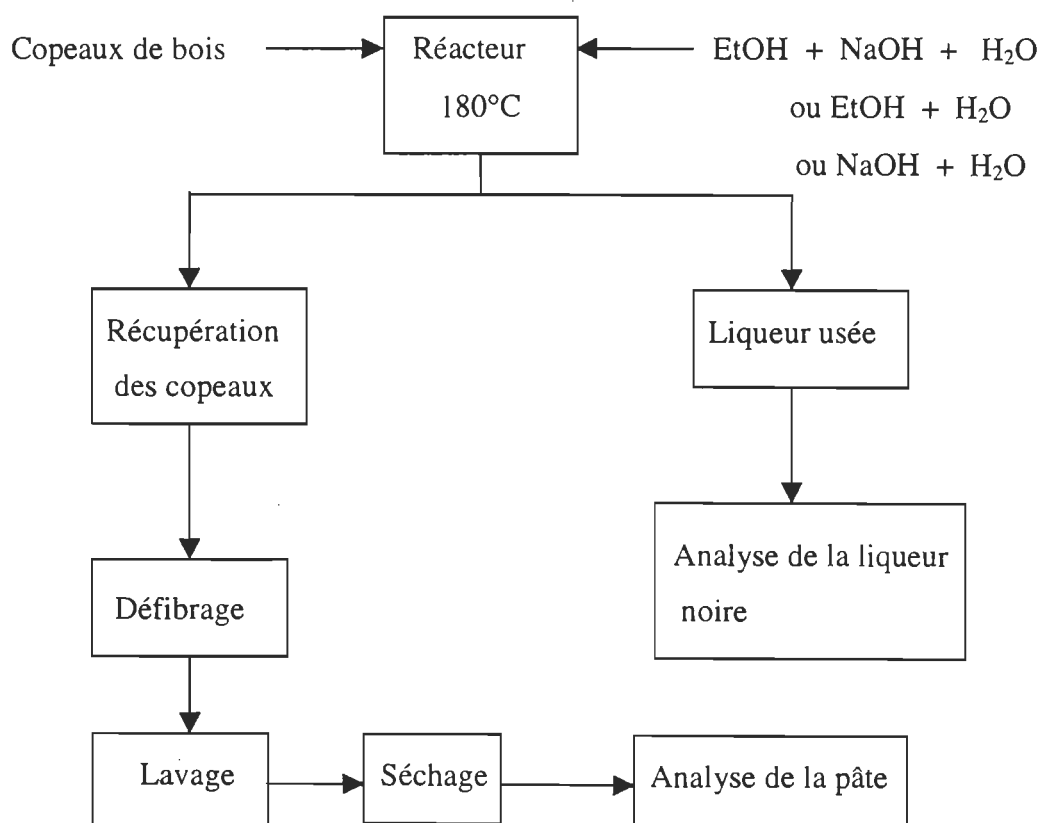 Copeaux de bois
Réacteur
180°C
EtOH + NaOH + H₂O
ou EtOH + H₂O
ou NaOH + H₂O
Récupération
des copeaux
Liqueur usée
Défibrage
Analyse de la liqueur
noire
Lavage
Séchage
Analyse de la pâte